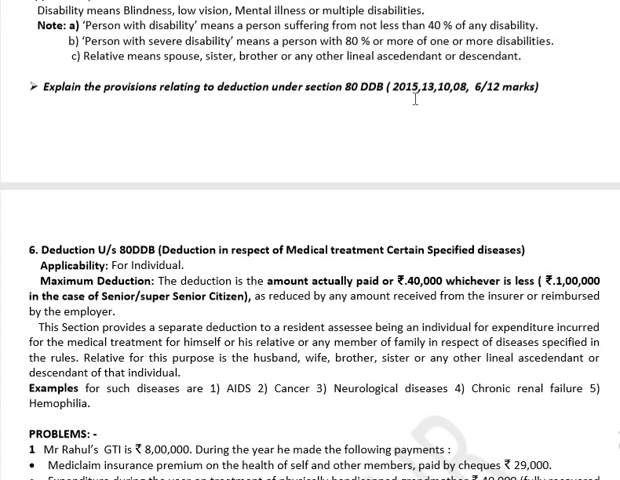 Disability means Blindness, low vision, Mental illness or multiple disabilities.
Note: a) ‘Person with disability’ means a person suffering from not less than 40 % of any disability.
b) ‘Person with severe disability’ means a person with 80 % or more of one or more disabilities.
c) Relative means spouse, sister, brother or any other lineal ascedendant or descendant.
➢ Explain the provisions relating to deduction under section 80 DDB ( 2015,13,10,08, 6/12 marks)
6. Deduction U/s 80DDB (Deduction in respect of Medical treatment Certain Specified diseases)
Applicability: For Individual.
Maximum Deduction: The deduction is the amount actually paid or ₹.40,000 whichever is less ( ₹.1,00,000
in the case of Senior/super Senior Citizen), as reduced by any amount received from the insurer or reimbursed
by the employer.
This Section provides a separate deduction to a resident assessee being an individual for expenditure incurred
for the medical treatment for himself or his relative or any member of family in respect of diseases specified in
the rules. Relative for this purpose is the husband, wife, brother, sister or any other lineal ascedendant or
descendant of that individual.
Examples for such diseases are 1) AIDS 2) Cancer 3) Neurological diseases 4) Chronic renal failure 5)
Hemophilia.
PROBLEMS: -
1 Mr Rahul’s GTI is ₹ 8,00,000. During the year he made the following payments :
• Mediclaim insurance premium on the health of self and other members, paid by cheques ₹ 29,000.